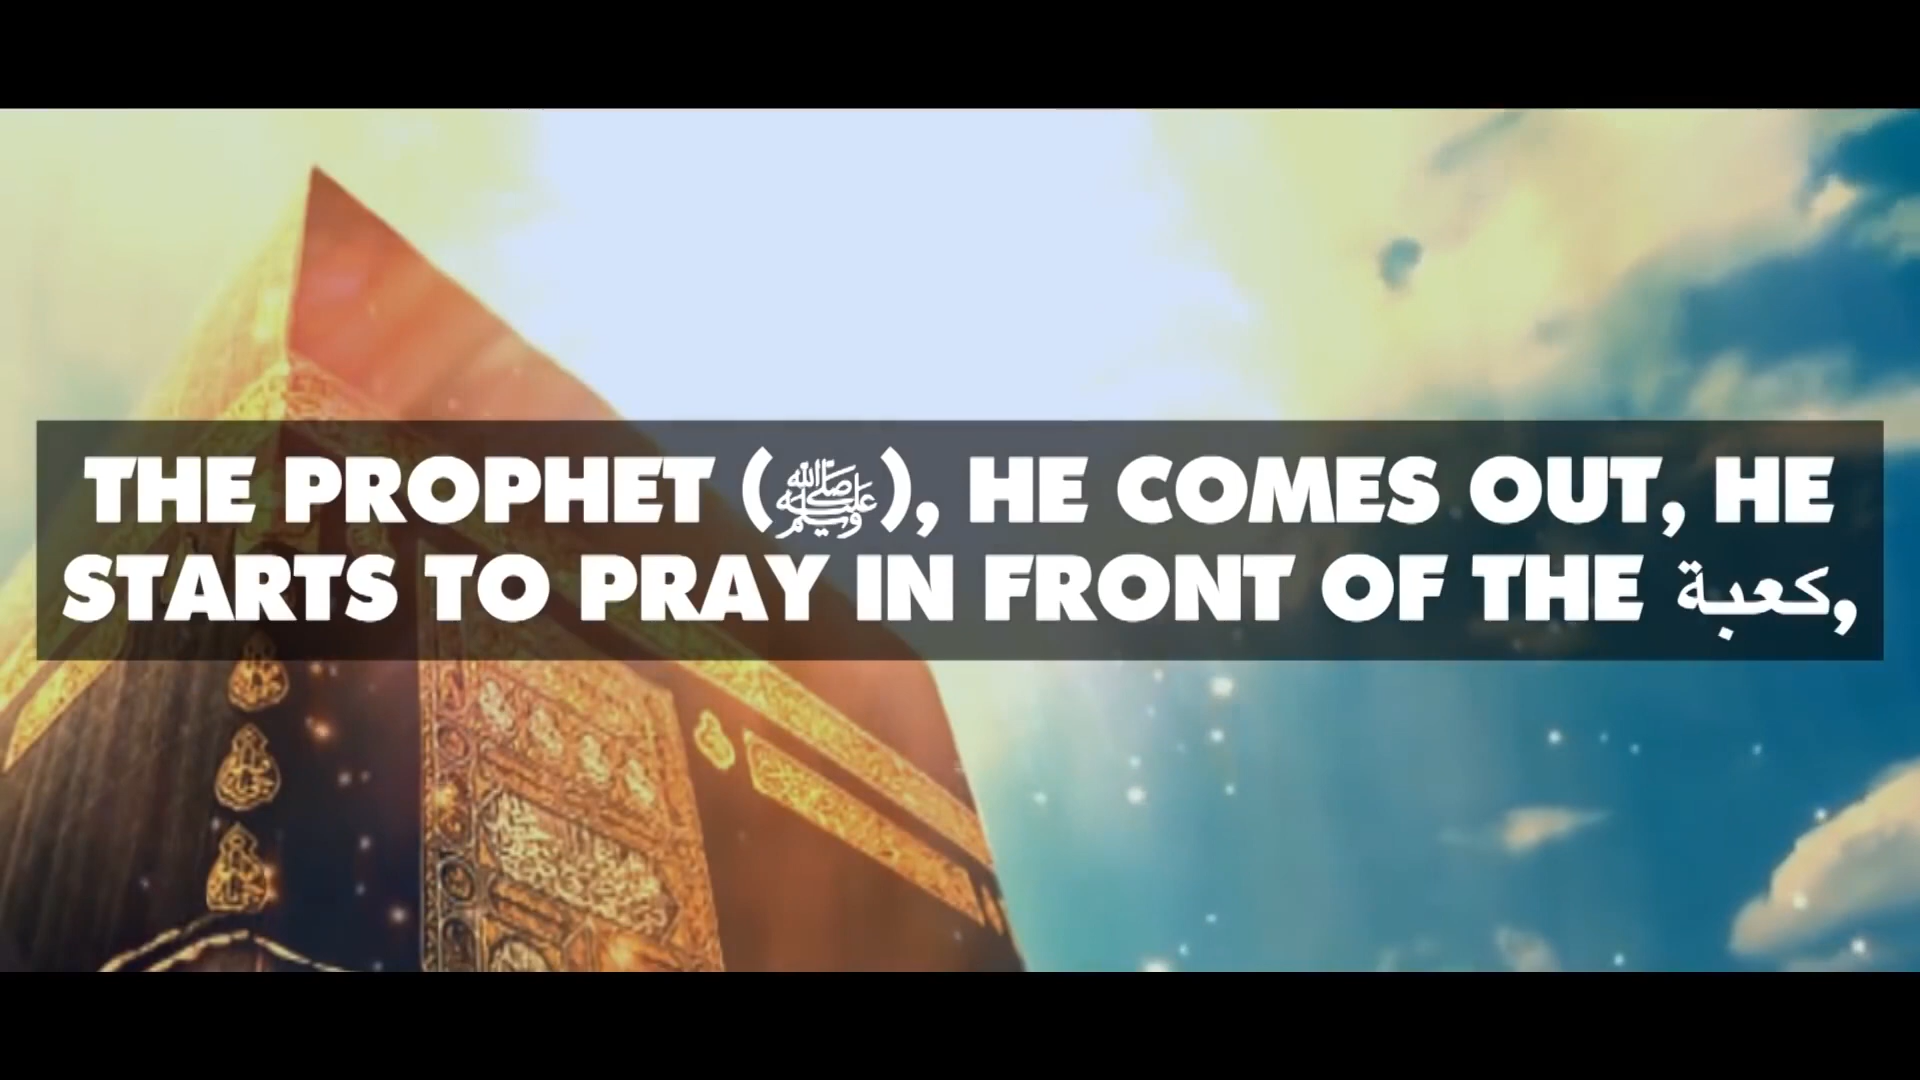 THE PROPHET (ﷺ), HE COMES OUT, HE
STARTS TO PRAY IN FRONT OF THE كعبة,